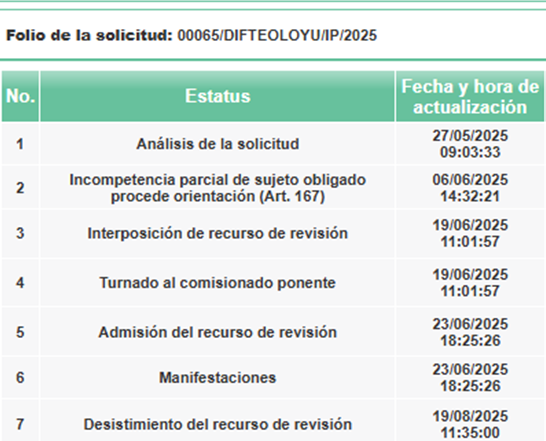 Folio de la solicitud: 00065/DIFTEOLOYU/IP/2025
No. Estatus Fecha y hora de
actualización
1 Análisis de la solicitud 27/05/2025
09:03:33
2 Incompetencia parcial de sujeto obligado
procede orientación (Art. 167) 06/06/2025
14:32:21
3 Interposición de recurso de revisión 19/06/2025
11:01:57
4 Turnado al comisionado ponente 19/06/2025
11:01:57
5 Admisión del recurso de revisión 23/06/2025
18:25:26
6 Manifestaciones 23/06/2025
18:25:26
7 Desistimiento del recurso de revisión 19/08/2025
11:35:00